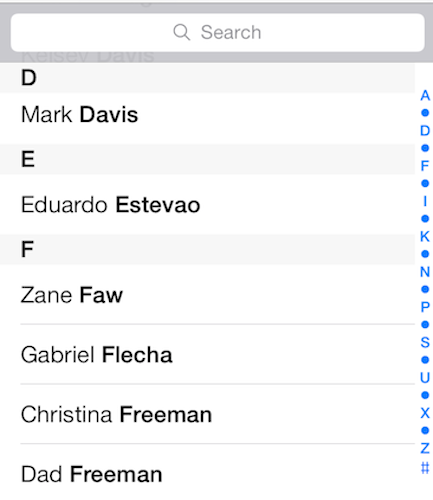 Search
Kelsey Davis
D
Mark Davis
E
Eduardo Estevao
F
Zane Faw
Gabriel Flecha
Christina Freeman
Dad Freeman
A
D
F
I
K
N
P
S
U
X
Z
#